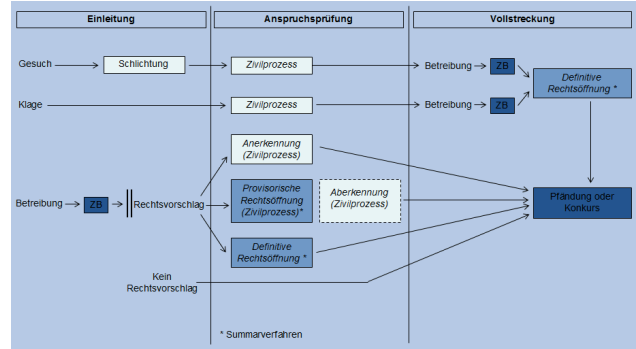 Einleitung
Anspruchsprüfung
Vollstreckung
Gesuch
Schlichtung
Zivilprozess
Betreibung
ZB
Definitive
Rechtsöffnung *
Klage
Zivilprozess
Betreibung
ZB
Anerkennung
(Zivilprozess)
Betreibung
ZB
Rechtsvorschlag
Provisorische
Rechtsöffnung
(Zivilprozess)*
Aberkennung
(Zivilprozess)
Pfändung oder
Konkurs
Definitive
Rechtsöffnung *
Kein
Rechtsvorschlag
* Summarverfahren